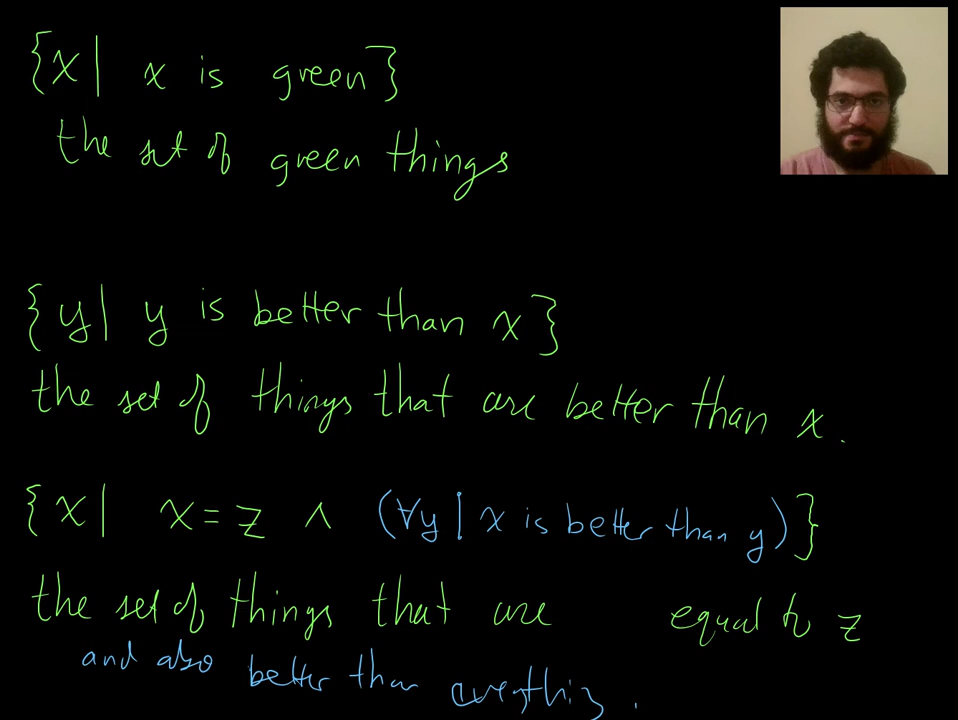 {x| x is green}
the set of green things
{y| y is better than x}
the set of things that are better than x.
{x| x = z ∧ (∀y | x is better than y)}
the set of things that are equal to z
and also better than everything.